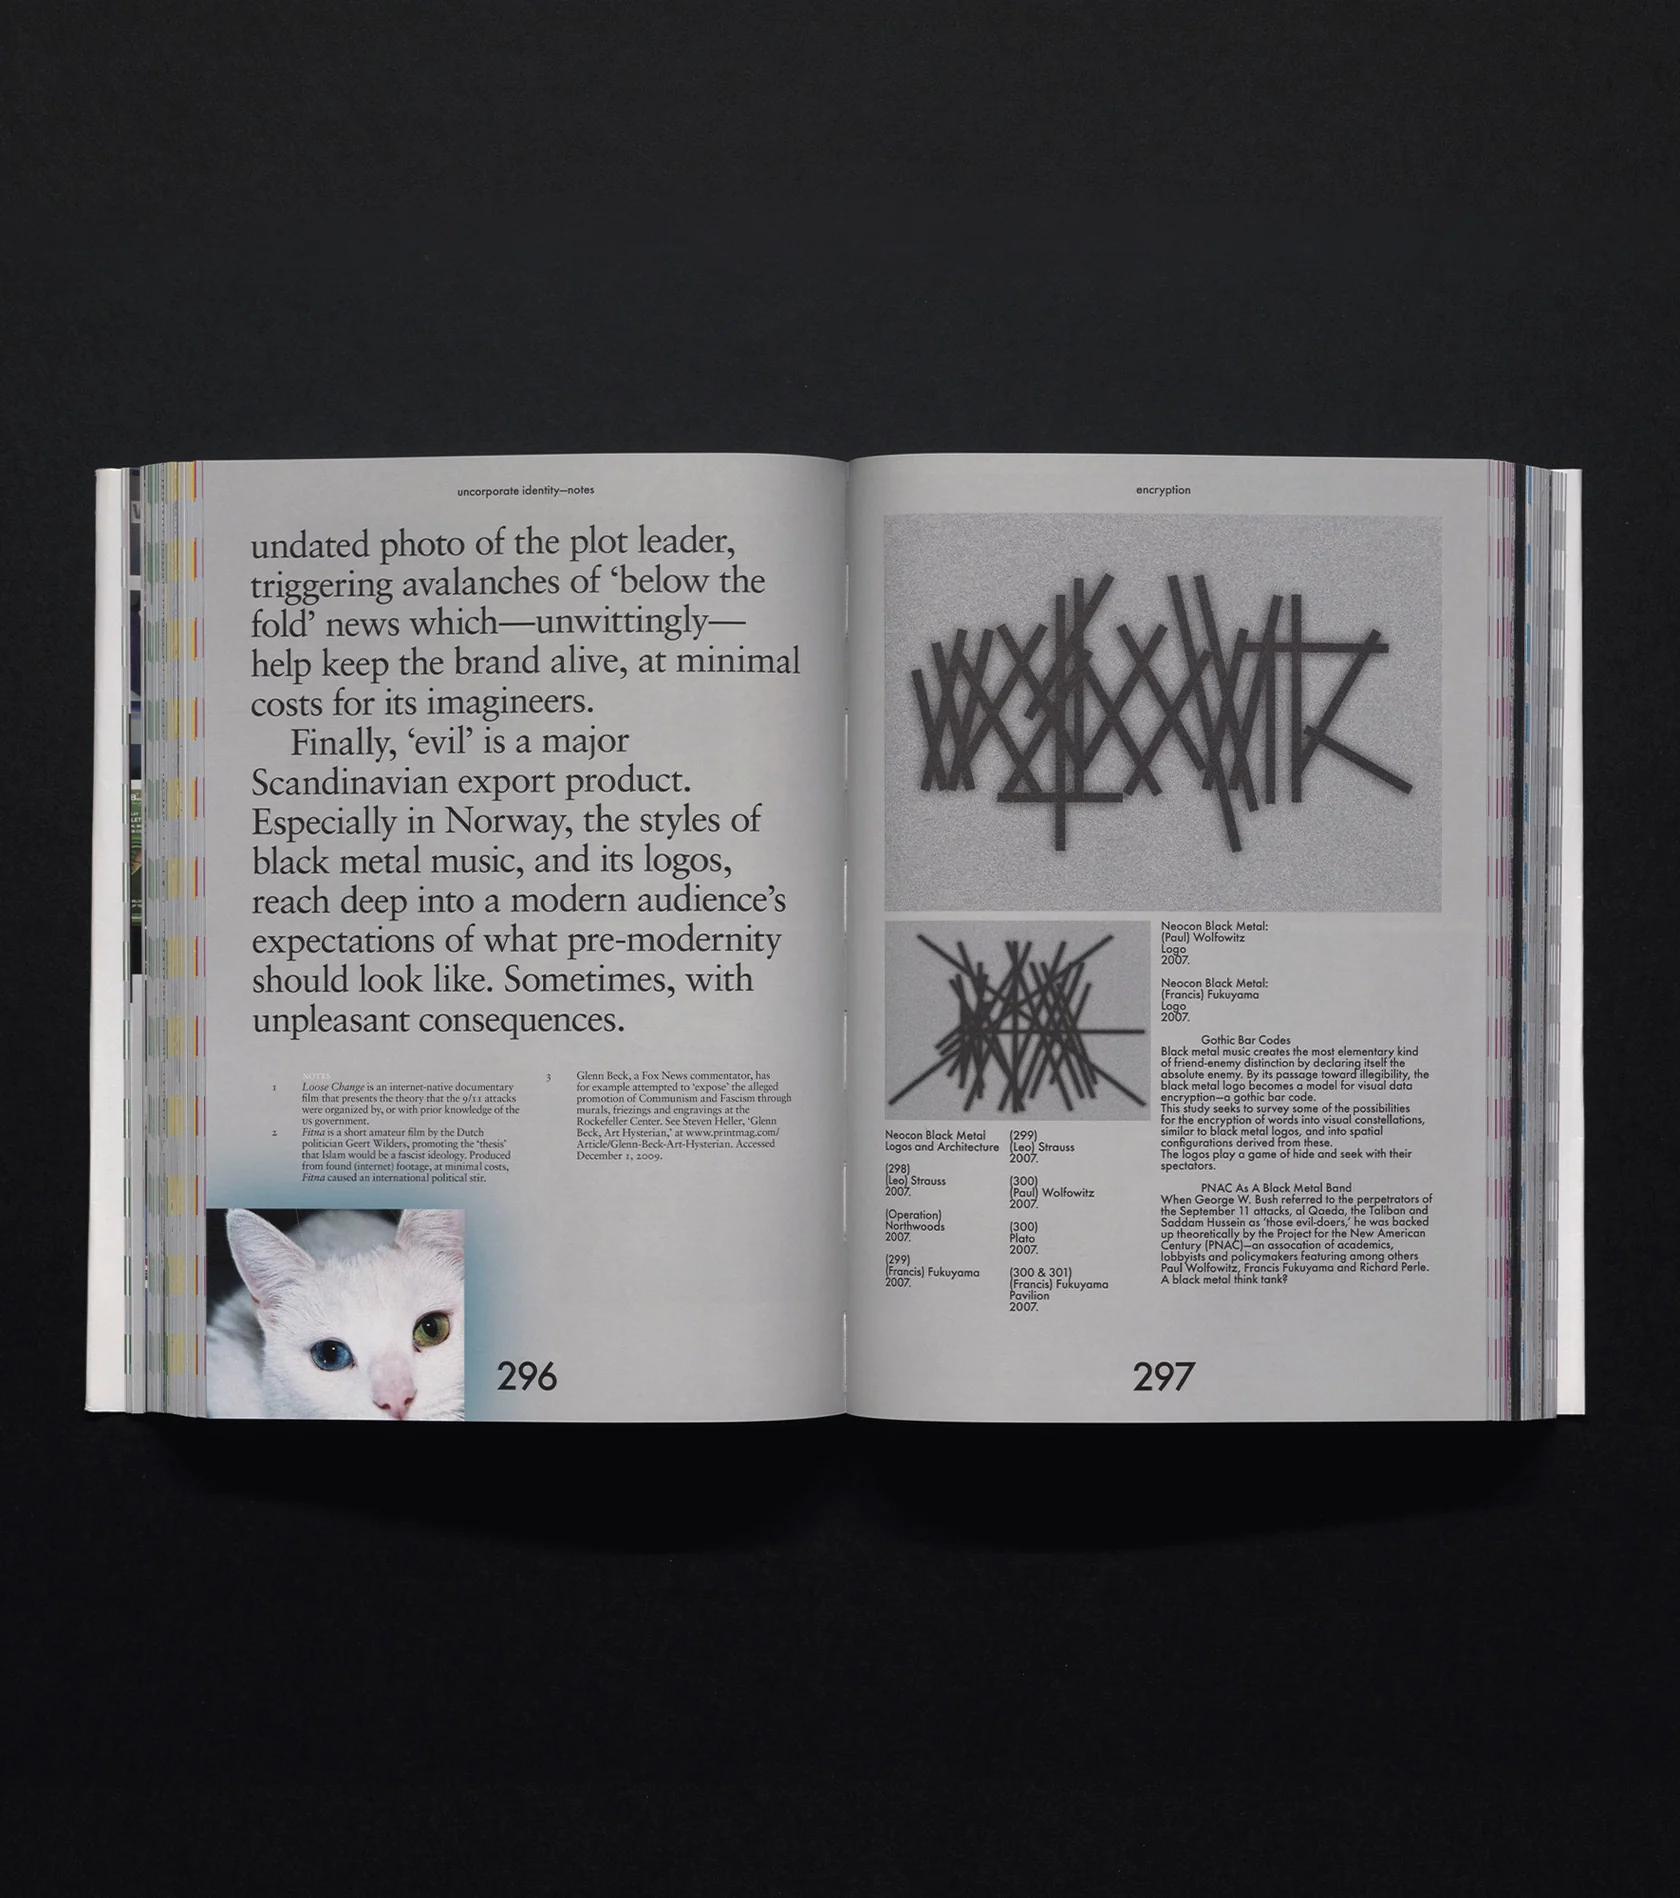 uncorporate identity—notes
undated photo of the plot leader,
triggering avalanches of ‘below the
fold’ news which—unwittingly—
help keep the brand alive, at minimal
costs for its imagineers.
Finally, ‘evil’ is a major
Scandinavian export product.
Especially in Norway, the styles of
black metal music, and its logos,
reach deep into a modern audience’s
expectations of what pre-modernity
should look like. Sometimes, with
unpleasant consequences.
NOTES
1
Loose Change is an internet-native documentary
film that presents the theory that the 9/11 attacks
were organized by, or with prior knowledge of the
US government.
2
Fitna is a short amateur film by the Dutch
politician Geert Wilders, promoting the ‘thesis’
that Islam would be a fascist ideology. Produced
from found (internet) footage, at minimal costs,
Fitna caused an international political stir.
3
Glenn Beck, a Fox News commentator, has
for example attempted to ‘expose’ the alleged
promotion of Communism and Fascism through
murals, friezings and engravings at the
Rockefeller Center. See Steven Heller, ‘Glenn
Beck, Art Hysterian,’ at www.printmag.com/
Article/Glenn-Beck-Art-Hysterian. Accessed
December 1, 2009.
296
encryption
Neocon Black Metal:
(Paul) Wolfowitz
Logo
2007.
Neocon Black Metal:
(Francis) Fukuyama
Logo
2007.
Gothic Bar Codes
Black metal music creates the most elementary kind
of friend-enemy distinction by declaring itself the
absolute enemy. By its passage toward illegibility, the
black metal logo becomes a model for visual data
encryption—a gothic bar code.
This study seeks to survey some of the possibilities
for the encryption of words into visual constellations,
similar to black metal logos, and into spatial
configurations derived from these.
The logos play a game of hide and seek with their
spectators.
PNAC As A Black Metal Band
When George W. Bush referred to the perpetrators of
the September 11 attacks, al Qaeda, the Taliban and
Saddam Hussein as ‘those evil-doers,’ he was backed
up theoretically by the Project for the New American
Century (PNAC)—an assocation of academics,
lobbyists and policymakers featuring among others
Paul Wolfowitz, Francis Fukuyama and Richard Perle.
A black metal think tank?
Neocon Black Metal
Logos and Architecture
(298)
(Leo) Strauss
2007.
(Operation)
Northwoods
2007.
(299)
(Francis) Fukuyama
2007.
(299)
(Leo) Strauss
2007.
(300)
(Paul) Wolfowitz
2007.
(300)
Plato
2007.
(300 & 301)
(Francis) Fukuyama
Pavilion
2007.
297